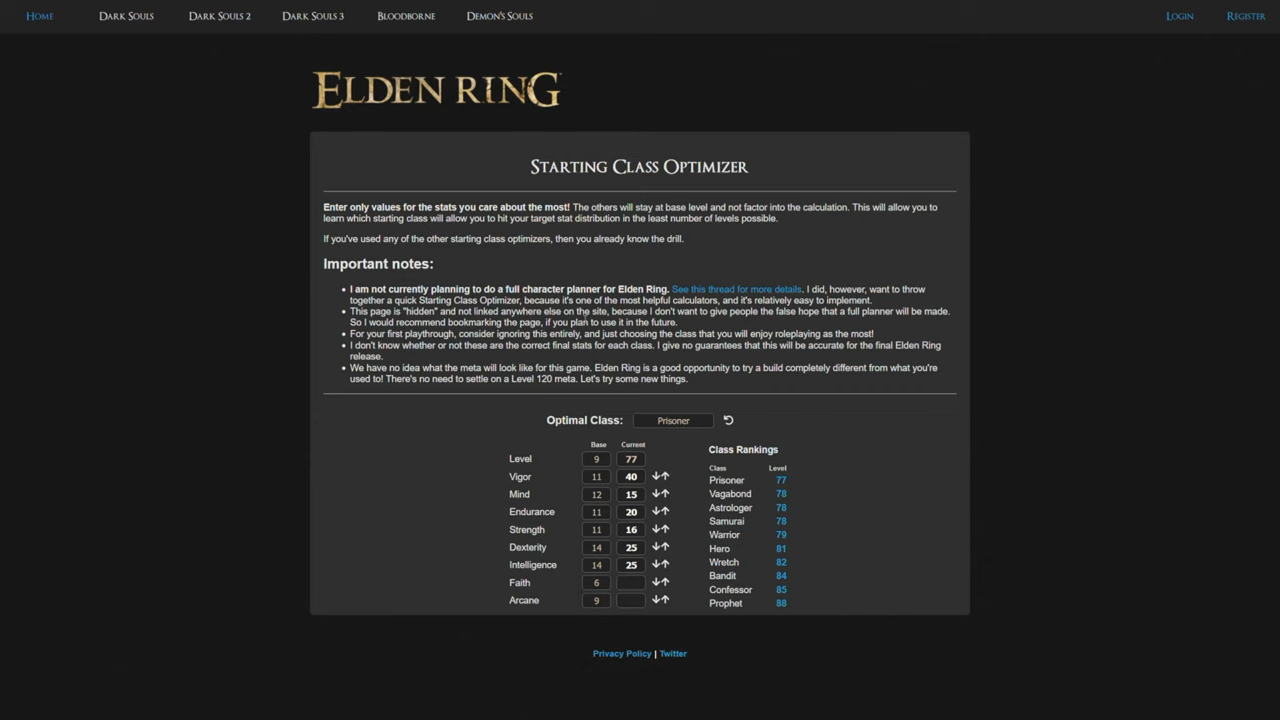 Home Dark Souls Dark Souls 2 Dark Souls 3 Bloodborne Demon's Souls Login Register
ELDEN RING
Starting Class Optimizer
Enter only values for the stats you care about the most! The others will stay at base level and not factor into the calculation. This will allow you to
learn which starting class will allow you to hit your target stat distribution in the least number of levels possible.
If you've used any of the other starting class optimizers, then you already know the drill.
Important notes:
• I am not currently planning to do a full character planner for Elden Ring. See this thread for more details. I did, however, want to throw
together a quick Starting Class Optimizer, because it's one of the most helpful calculators, and it's relatively easy to implement.
• This page is "hidden" and not linked anywhere else on the site, because I don't want to give people the false hope that a full planner will be made.
So I would recommend bookmarking the page, if you plan to use it in the future.
• For your first playthrough, consider ignoring this entirely, and just choosing the class that you will enjoy roleplaying as the most!
• I don't know whether or not these are the correct final stats for each class. I give no guarantees that this will be accurate for the final Elden Ring
release.
• We have no idea what the meta will look like for this game. Elden Ring is a good opportunity to try a build completely different from what you're
used to! There's no need to settle on a Level 120 meta. Let's try some new things.
Optimal Class: Prisoner
Base Current
Level 9 77
Vigor 11 40
Mind 12 15
Endurance 11 20
Strength 11 16
Dexterity 14 25
Intelligence 14 25
Faith 6
Arcane 9
Class Rankings
Class Level
Prisoner 77
Vagabond 78
Astrologer 78
Samurai 78
Warrior 79
Hero 81
Wretch 82
Bandit 84
Confessor 85
Prophet 88
Privacy Policy | Twitter